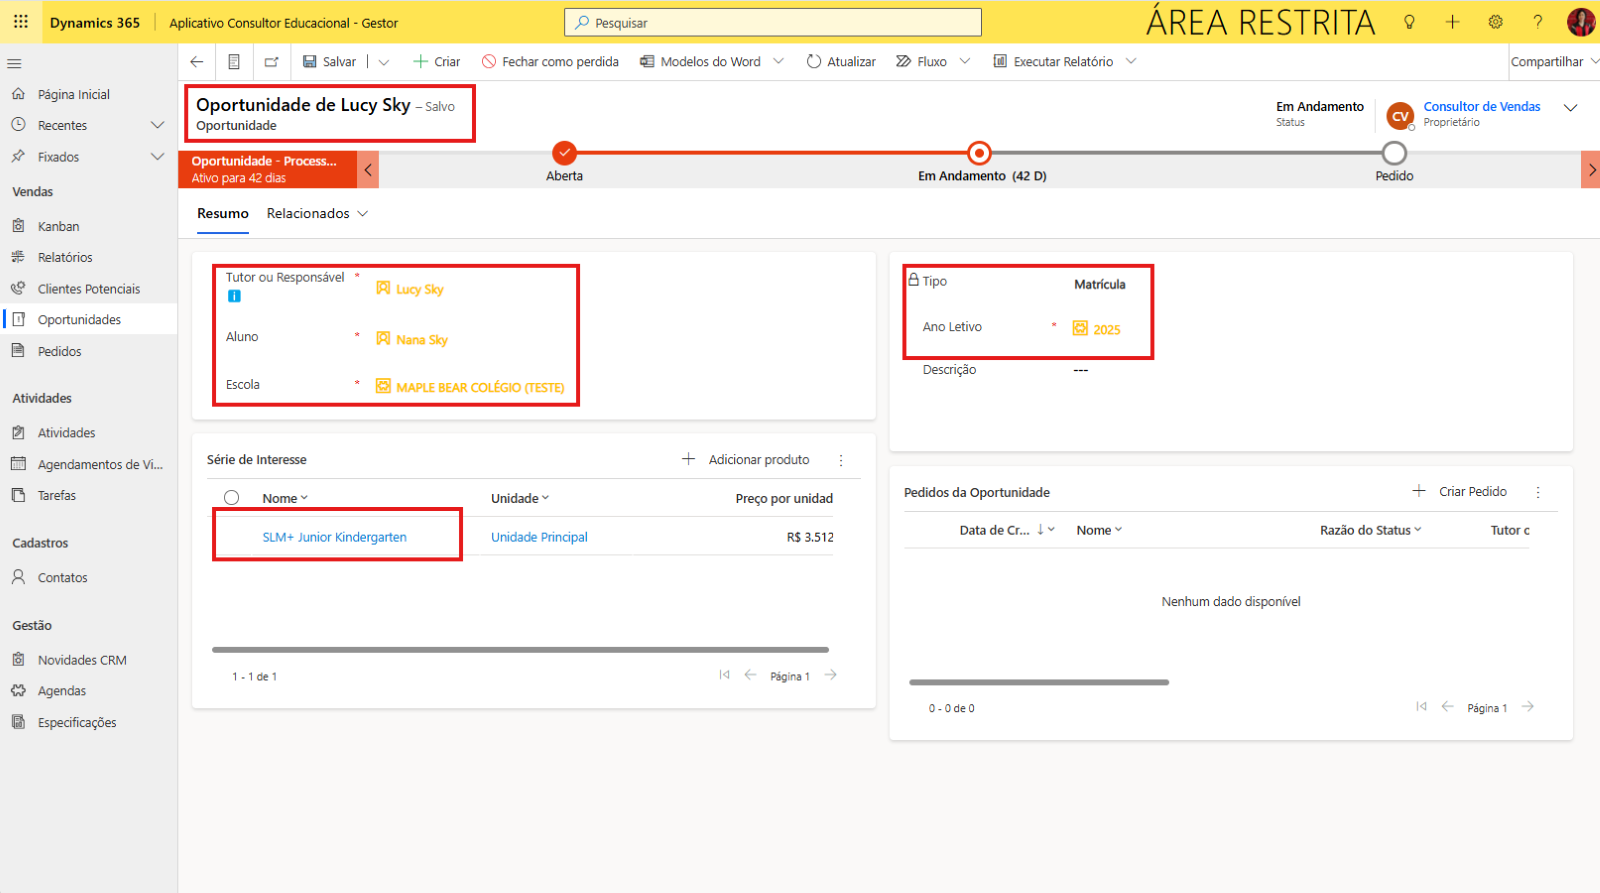 Dynamics 365
Aplicativo Consultor Educacional - Gestor
Pesquisar
ÁREA RESTRITA
?
Salvar
Criar
Fechar como perdida
Modelos do Word
Atualizar
Fluxo
Executar Relatório
Compartilhar
Página Inicial
Recentes
Fixados
Vendas
Kanban
Relatórios
Clientes Potenciais
Oportunidades
Pedidos
Atividades
Atividades
Agendamentos de Vi...
Tarefas
Cadastros
Contatos
Gestão
Novidades CRM
Agendas
Especificações
Oportunidade de Lucy Sky – Salvo
Oportunidade
Em Andamento
Status
CV
Consultor de Vendas
Proprietário
Oportunidade - Process...
Ativo para 42 dias
Aberta
Em Andamento (42 D)
Pedido
Resumo
Relacionados
Tutor ou Responsável *
Lucy Sky
Aluno *
Nana Sky
Escola *
MAPLE BEAR COLÉGIO (TESTE)
Tipo
Matrícula
Ano Letivo *
2025
Descrição
---
Série de Interesse
Adicionar produto
Nome
Unidade
Preço por unidad
SLM+ Junior Kindergarten
Unidade Principal
R$ 3.512
1 - 1 de 1
Página 1
Pedidos da Oportunidade
Criar Pedido
Data de Cr...
Nome
Razão do Status
Tutor c
Nenhum dado disponível
0 - 0 de 0
Página 1